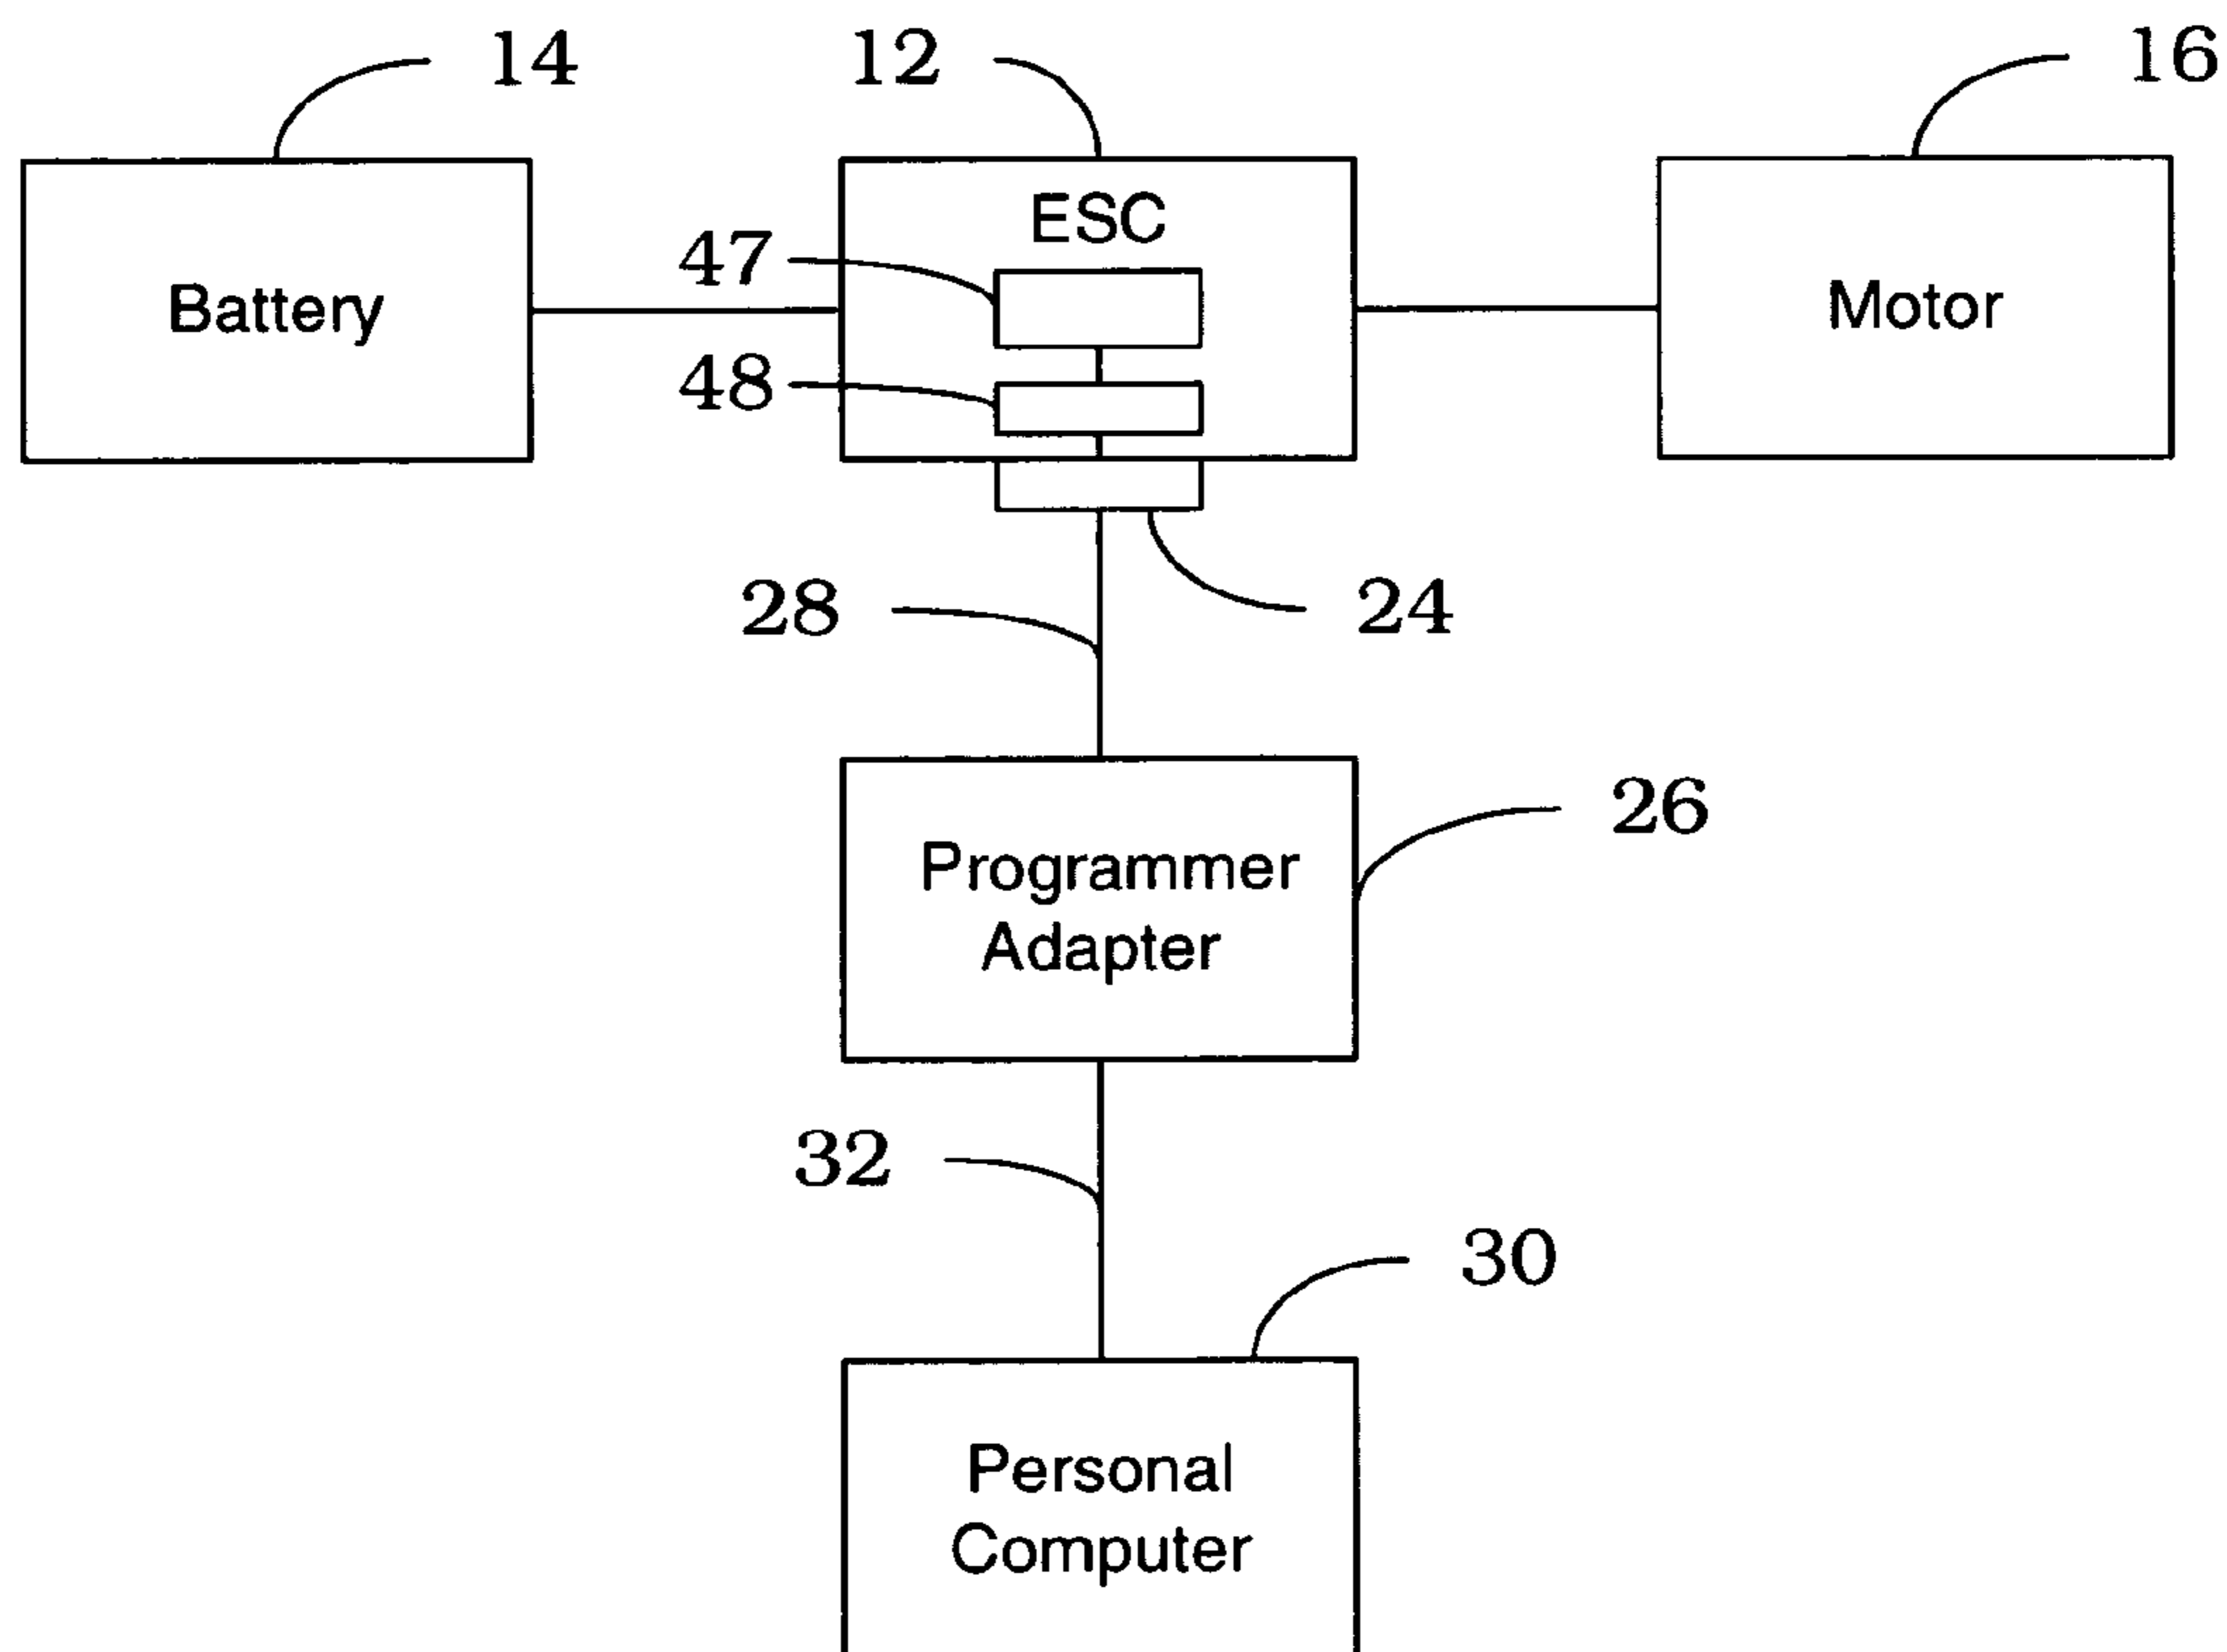 14
12
16
ESC
47
Battery
Motor
48
28
24
26
Programmer
Adapter
32
30
Personal
Computer